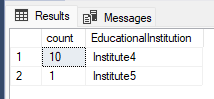 Results Messages
count EducationalInstitution
1 10 Institute4
2 1 Institute5